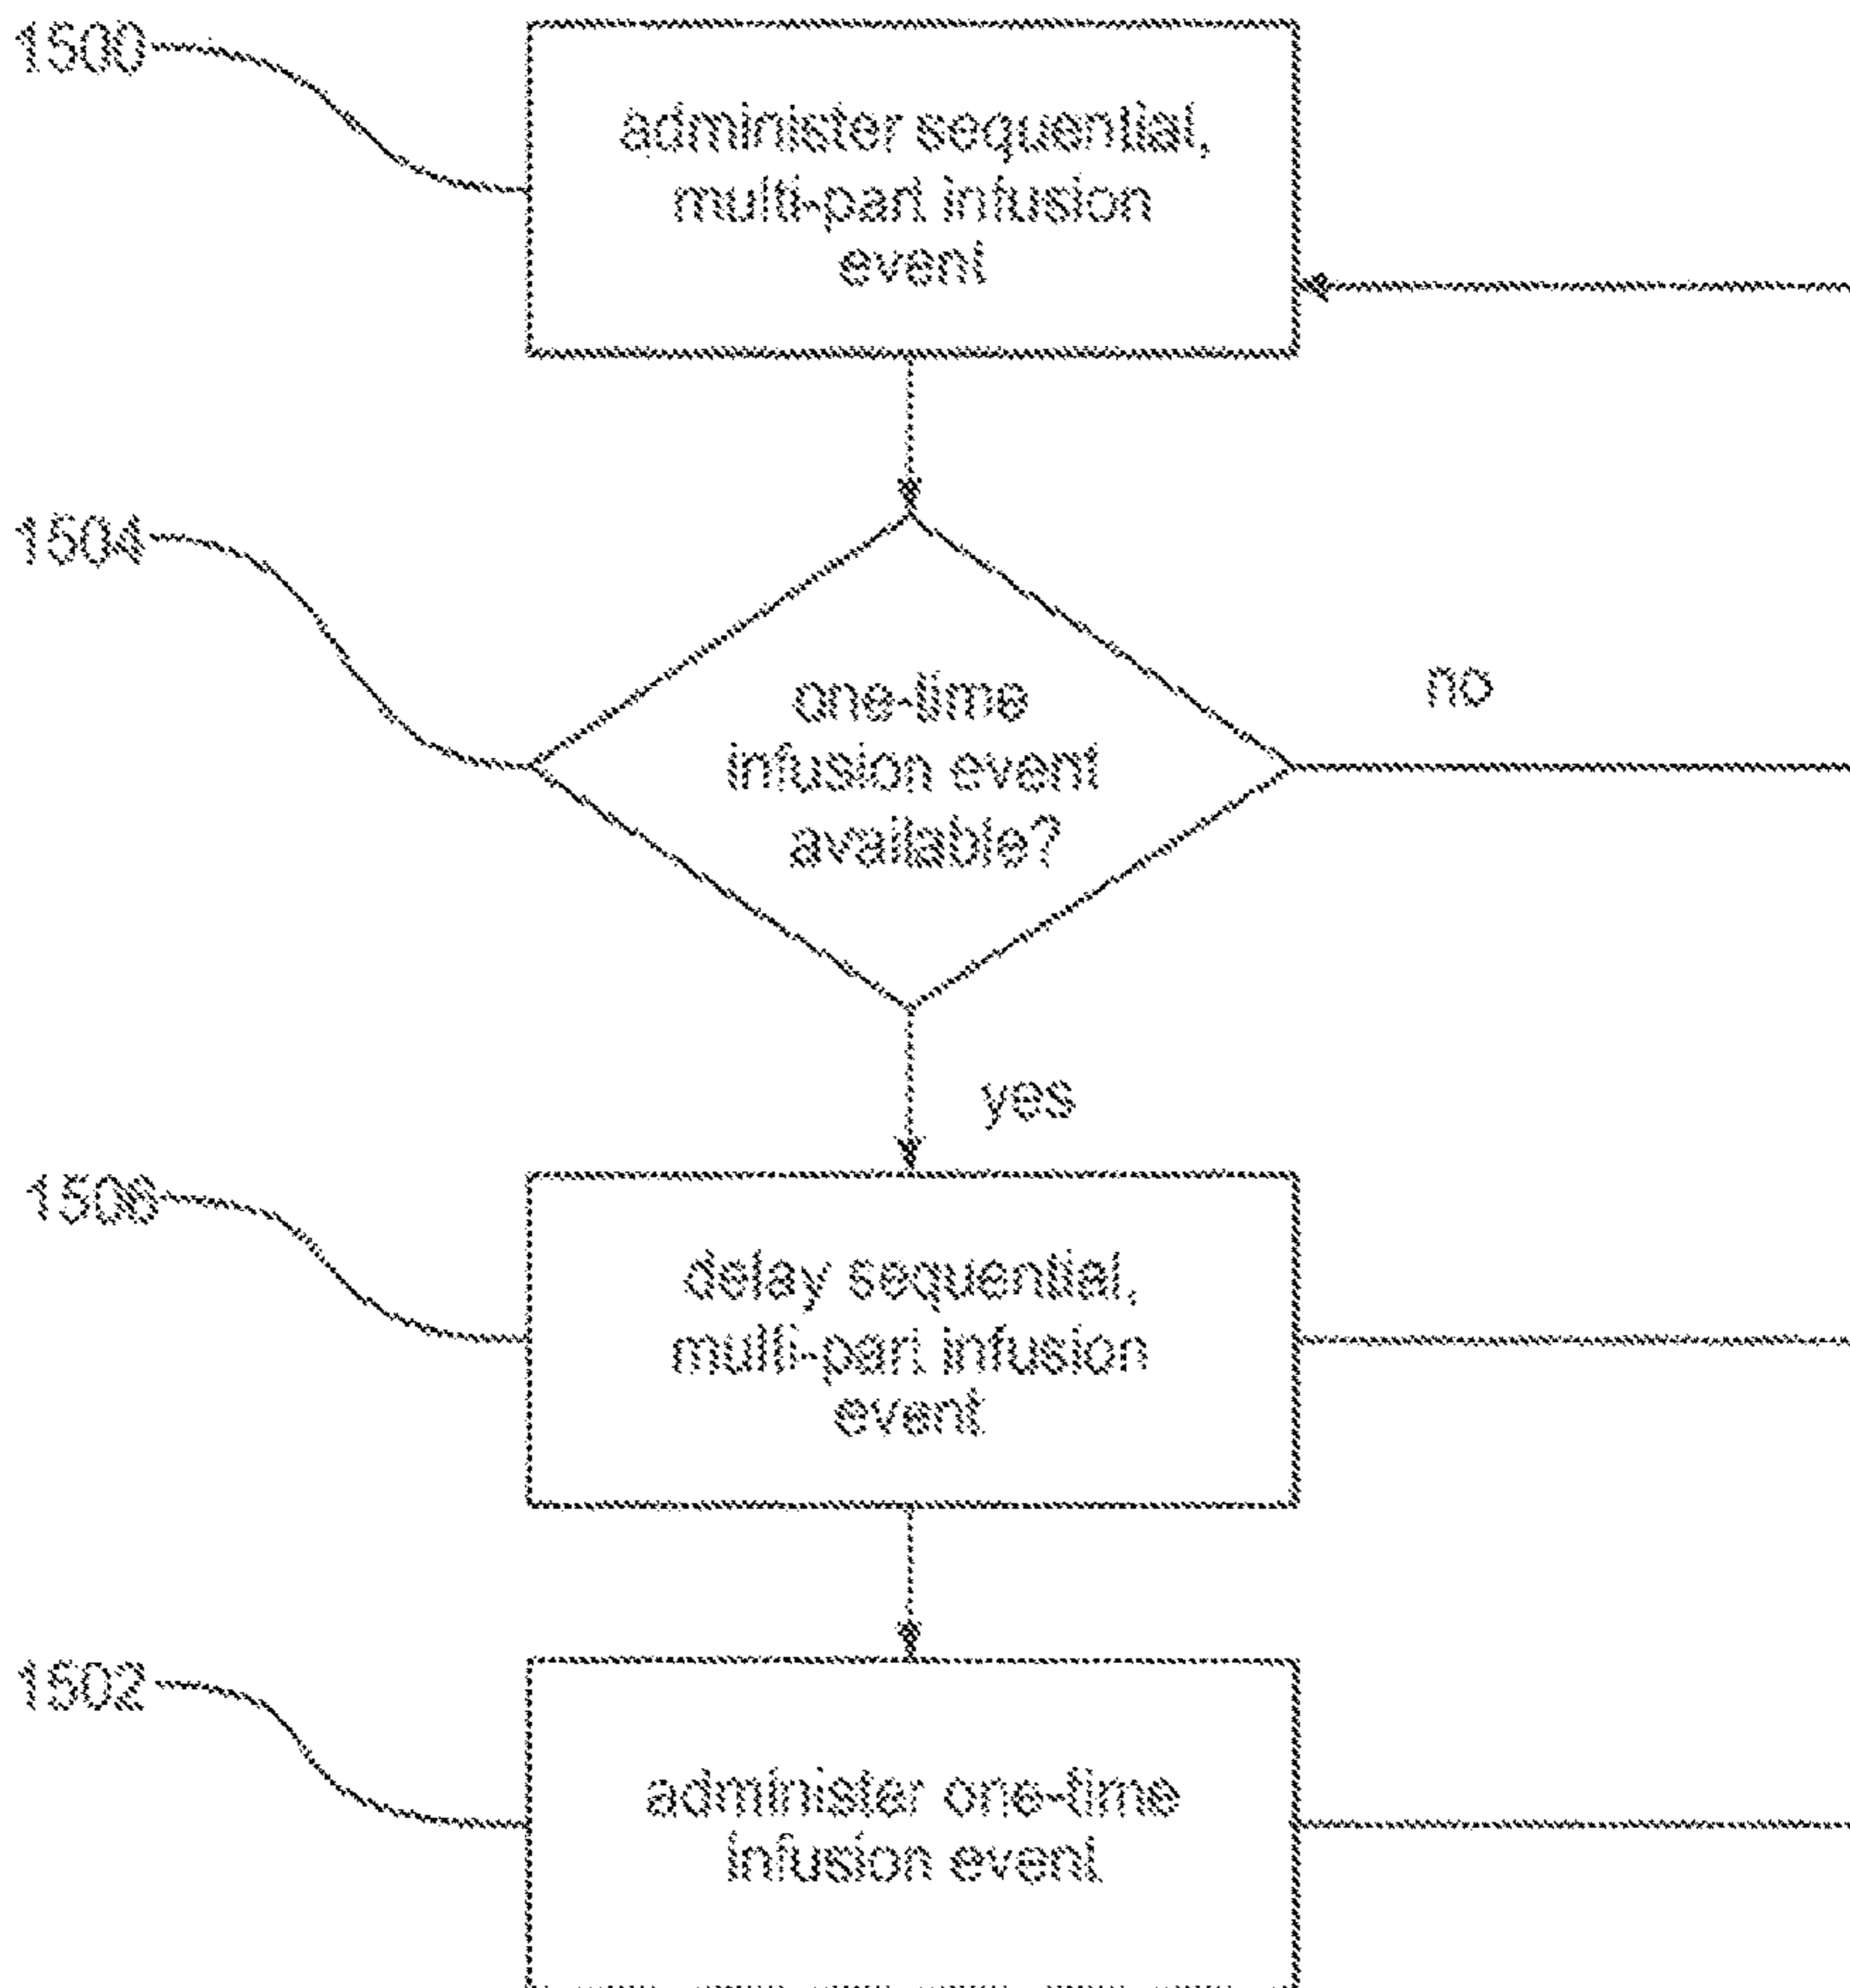 1500
administer sequential,
multi-part infusion
event
1504
one-time
infusion event
available?
no
yes
1506
delay sequential,
multi-part infusion
event
1502
administer one-time
infusion event